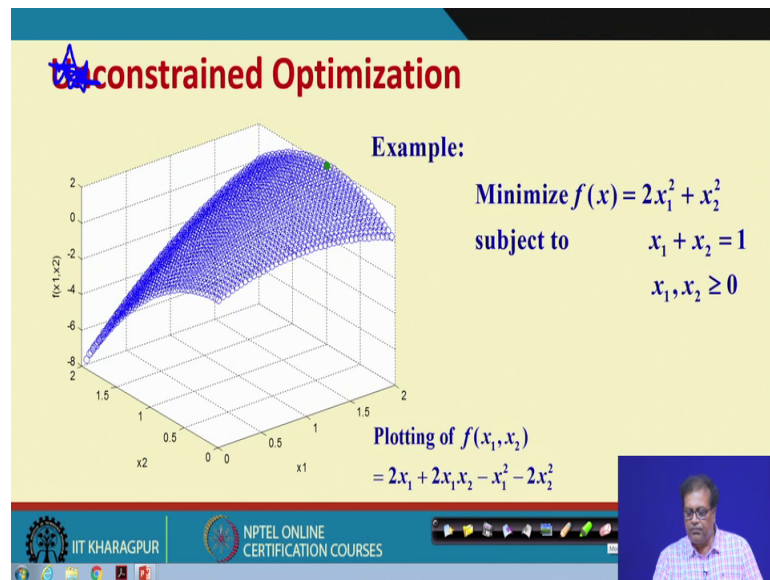 Unconstrained Optimization
Example:
Minimize f(x) = 2x₁² + x₂²
subject to x₁ + x₂ = 1
x₁, x₂ ≥ 0
2
0
-2
-4
-6
-8
f(x1,x2)
2
1.5
1
0.5
0
x2
0
0.5
1
1.5
2
x1
Plotting of f(x₁, x₂)
= 2x₁ + 2x₁x₂ − x₁² − 2x₂²
IIT KHARAGPUR
NPTEL ONLINE
CERTIFICATION COURSES